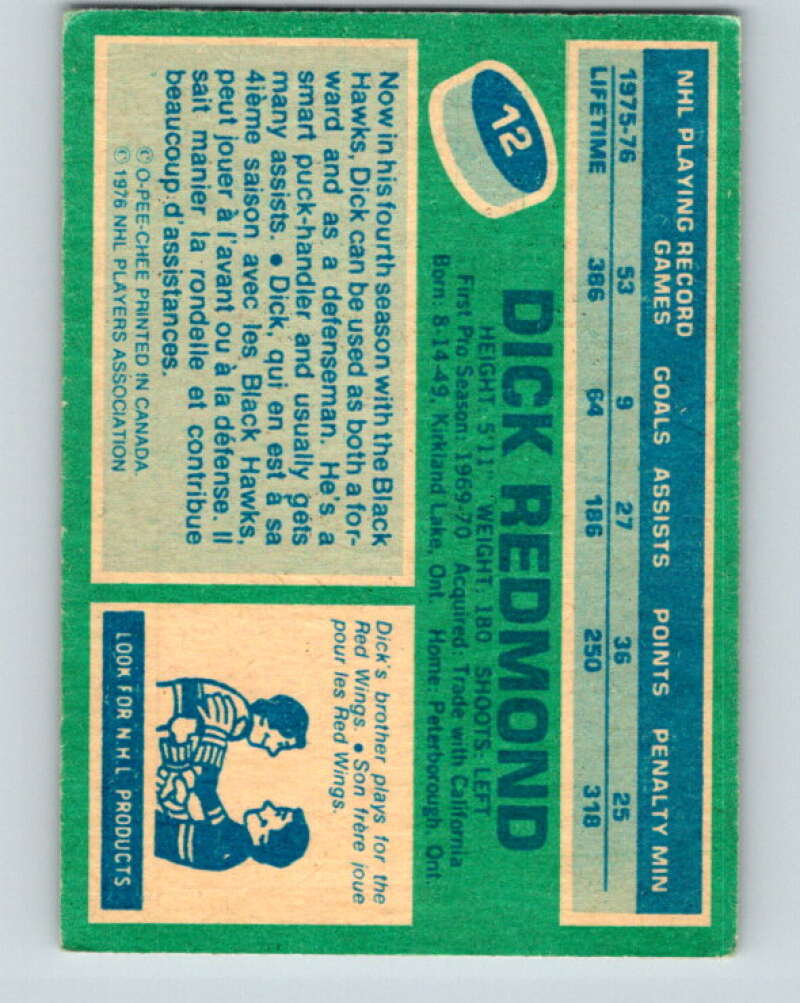 NHL PLAYING RECORD
GAMES GOALS ASSISTS POINTS PENALTY MIN
1975-76 53 9 27 36 25
LIFETIME 386 64 186 250 318
12
DICK REDMOND
HEIGHT: 5'11" WEIGHT: 180 SHOOTS: LEFT
First Pro Season: 1969-70 Acquired: Trade with California
Born: 8-14-49, Kirkland Lake, Ont. Home: Peterborough, Ont.
Now in his fourth season with the Black
Hawks, Dick can be used as both a for-
ward and as a defenseman. He's a
smart puck-handler and usually gets
many assists. ● Dick, qui en est à sa
4ième saison avec les Black Hawks,
peut jouer à l'avant ou à la défense. Il
sait manier la rondelle et contribue
beaucoup d'assistances.
© O-PEE-CHEE PRINTED IN CANADA
© 1976 NHL PLAYERS ASSOCIATION
Dick's brother plays for the
Red Wings. ● Son frère joue
pour les Red Wings.
LOOK FOR N.H.L. PRODUCTS